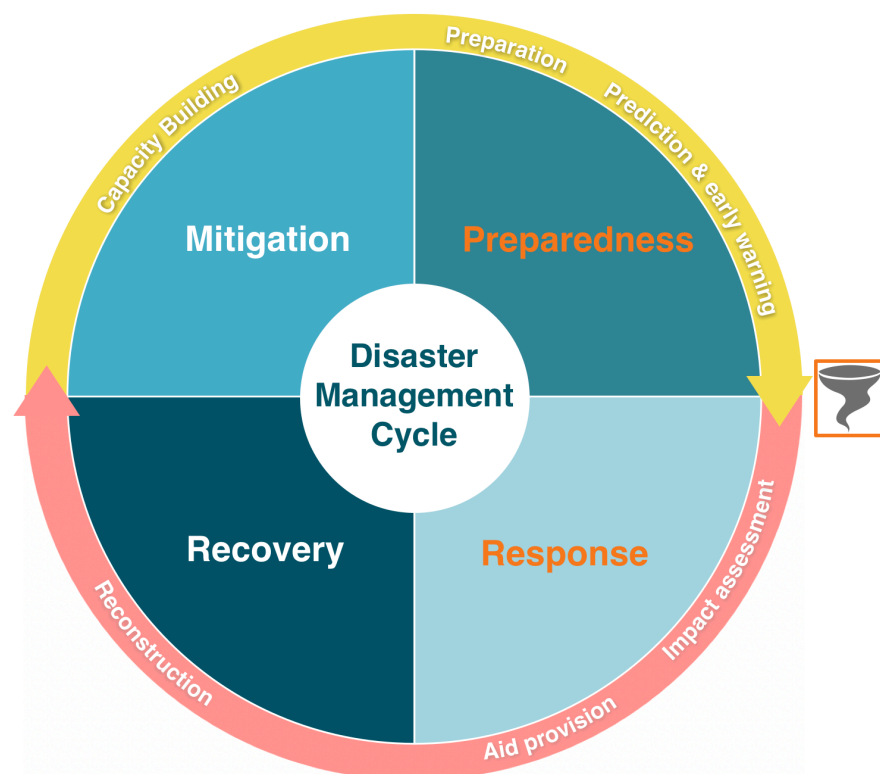 Preparation
Capacity Building
Prediction & early warning
Mitigation
Preparedness
Disaster
Management
Cycle
Recovery
Response
Impact assessment
Reconstruction
Aid provision